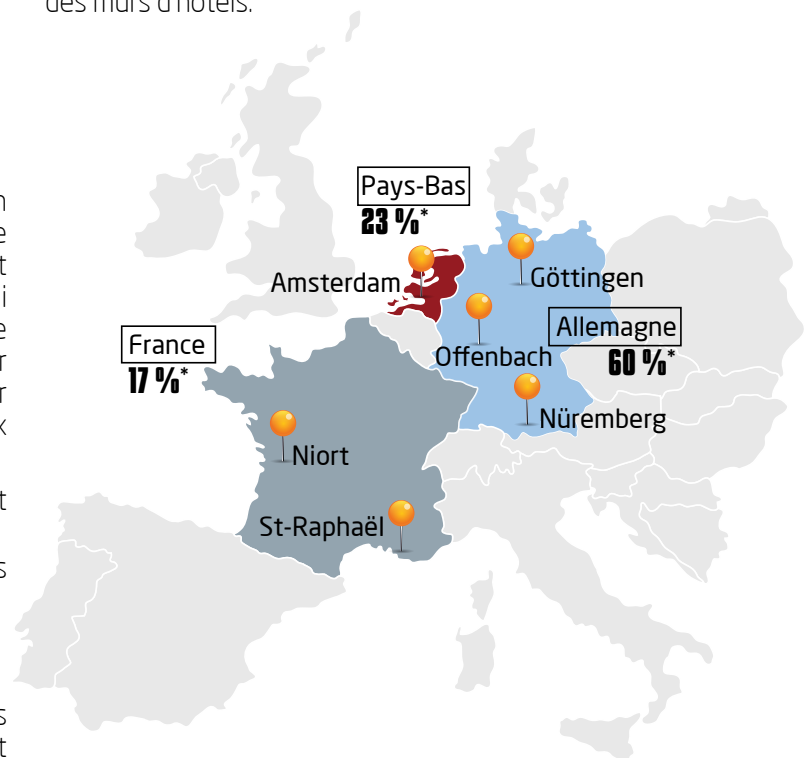 des murs d'hôtels.
Pays-Bas
23 %*
Amsterdam
Göttingen
Allemagne
60 %*
France
17 %*
Offenbach
Nüremberg
Niort
St-Raphaël